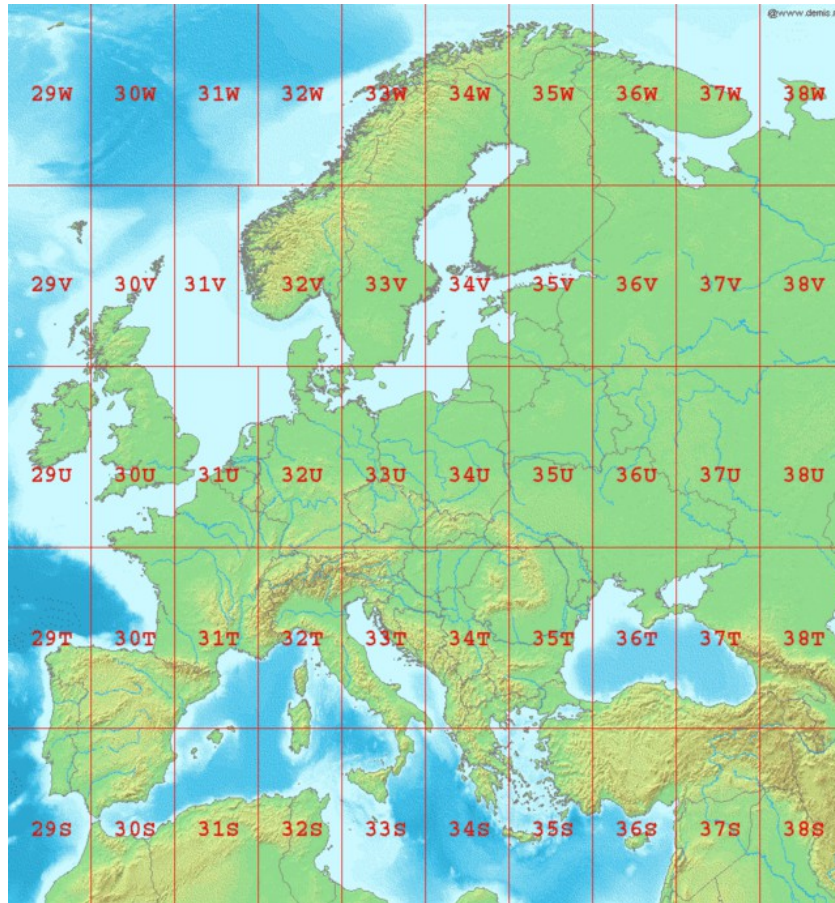 @www.demis.n
29W 30W 31W 32W 33W 34W 35W 36W 37W 38W
29V 30V 31V 32V 33V 34V 35V 36V 37V 38V
29U 30U 31U 32U 33U 34U 35U 36U 37U 38U
29T 30T 31T 32T 33T 34T 35T 36T 37T 38T
29S 30S 31S 32S 33S 34S 35S 36S 37S 38S